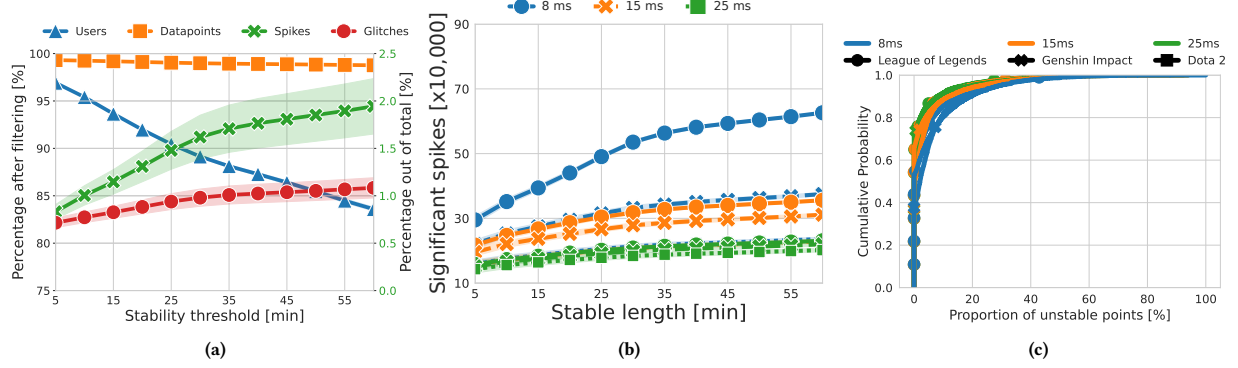 Users Datapoints Spikes Glitches
Percentage after filtering [%]
100
95
90
85
80
75
2.5
2.0
1.5
1.0
0.5
0.0
Percentage out of total [%]
5 15 25 35 45 55
Stability threshold [min]
(a)
8 ms 15 ms 25 ms
Significant spikes [x10,000]
90
70
50
30
10
5 15 25 35 45 55
Stable length [min]
(b)
8ms 15ms 25ms
League of Legends Genshin Impact Dota 2
Cumulative Probability
1.0
0.8
0.6
0.4
0.2
0.0
0 20 40 60 80 100
Proportion of unstable points [%]
(c)